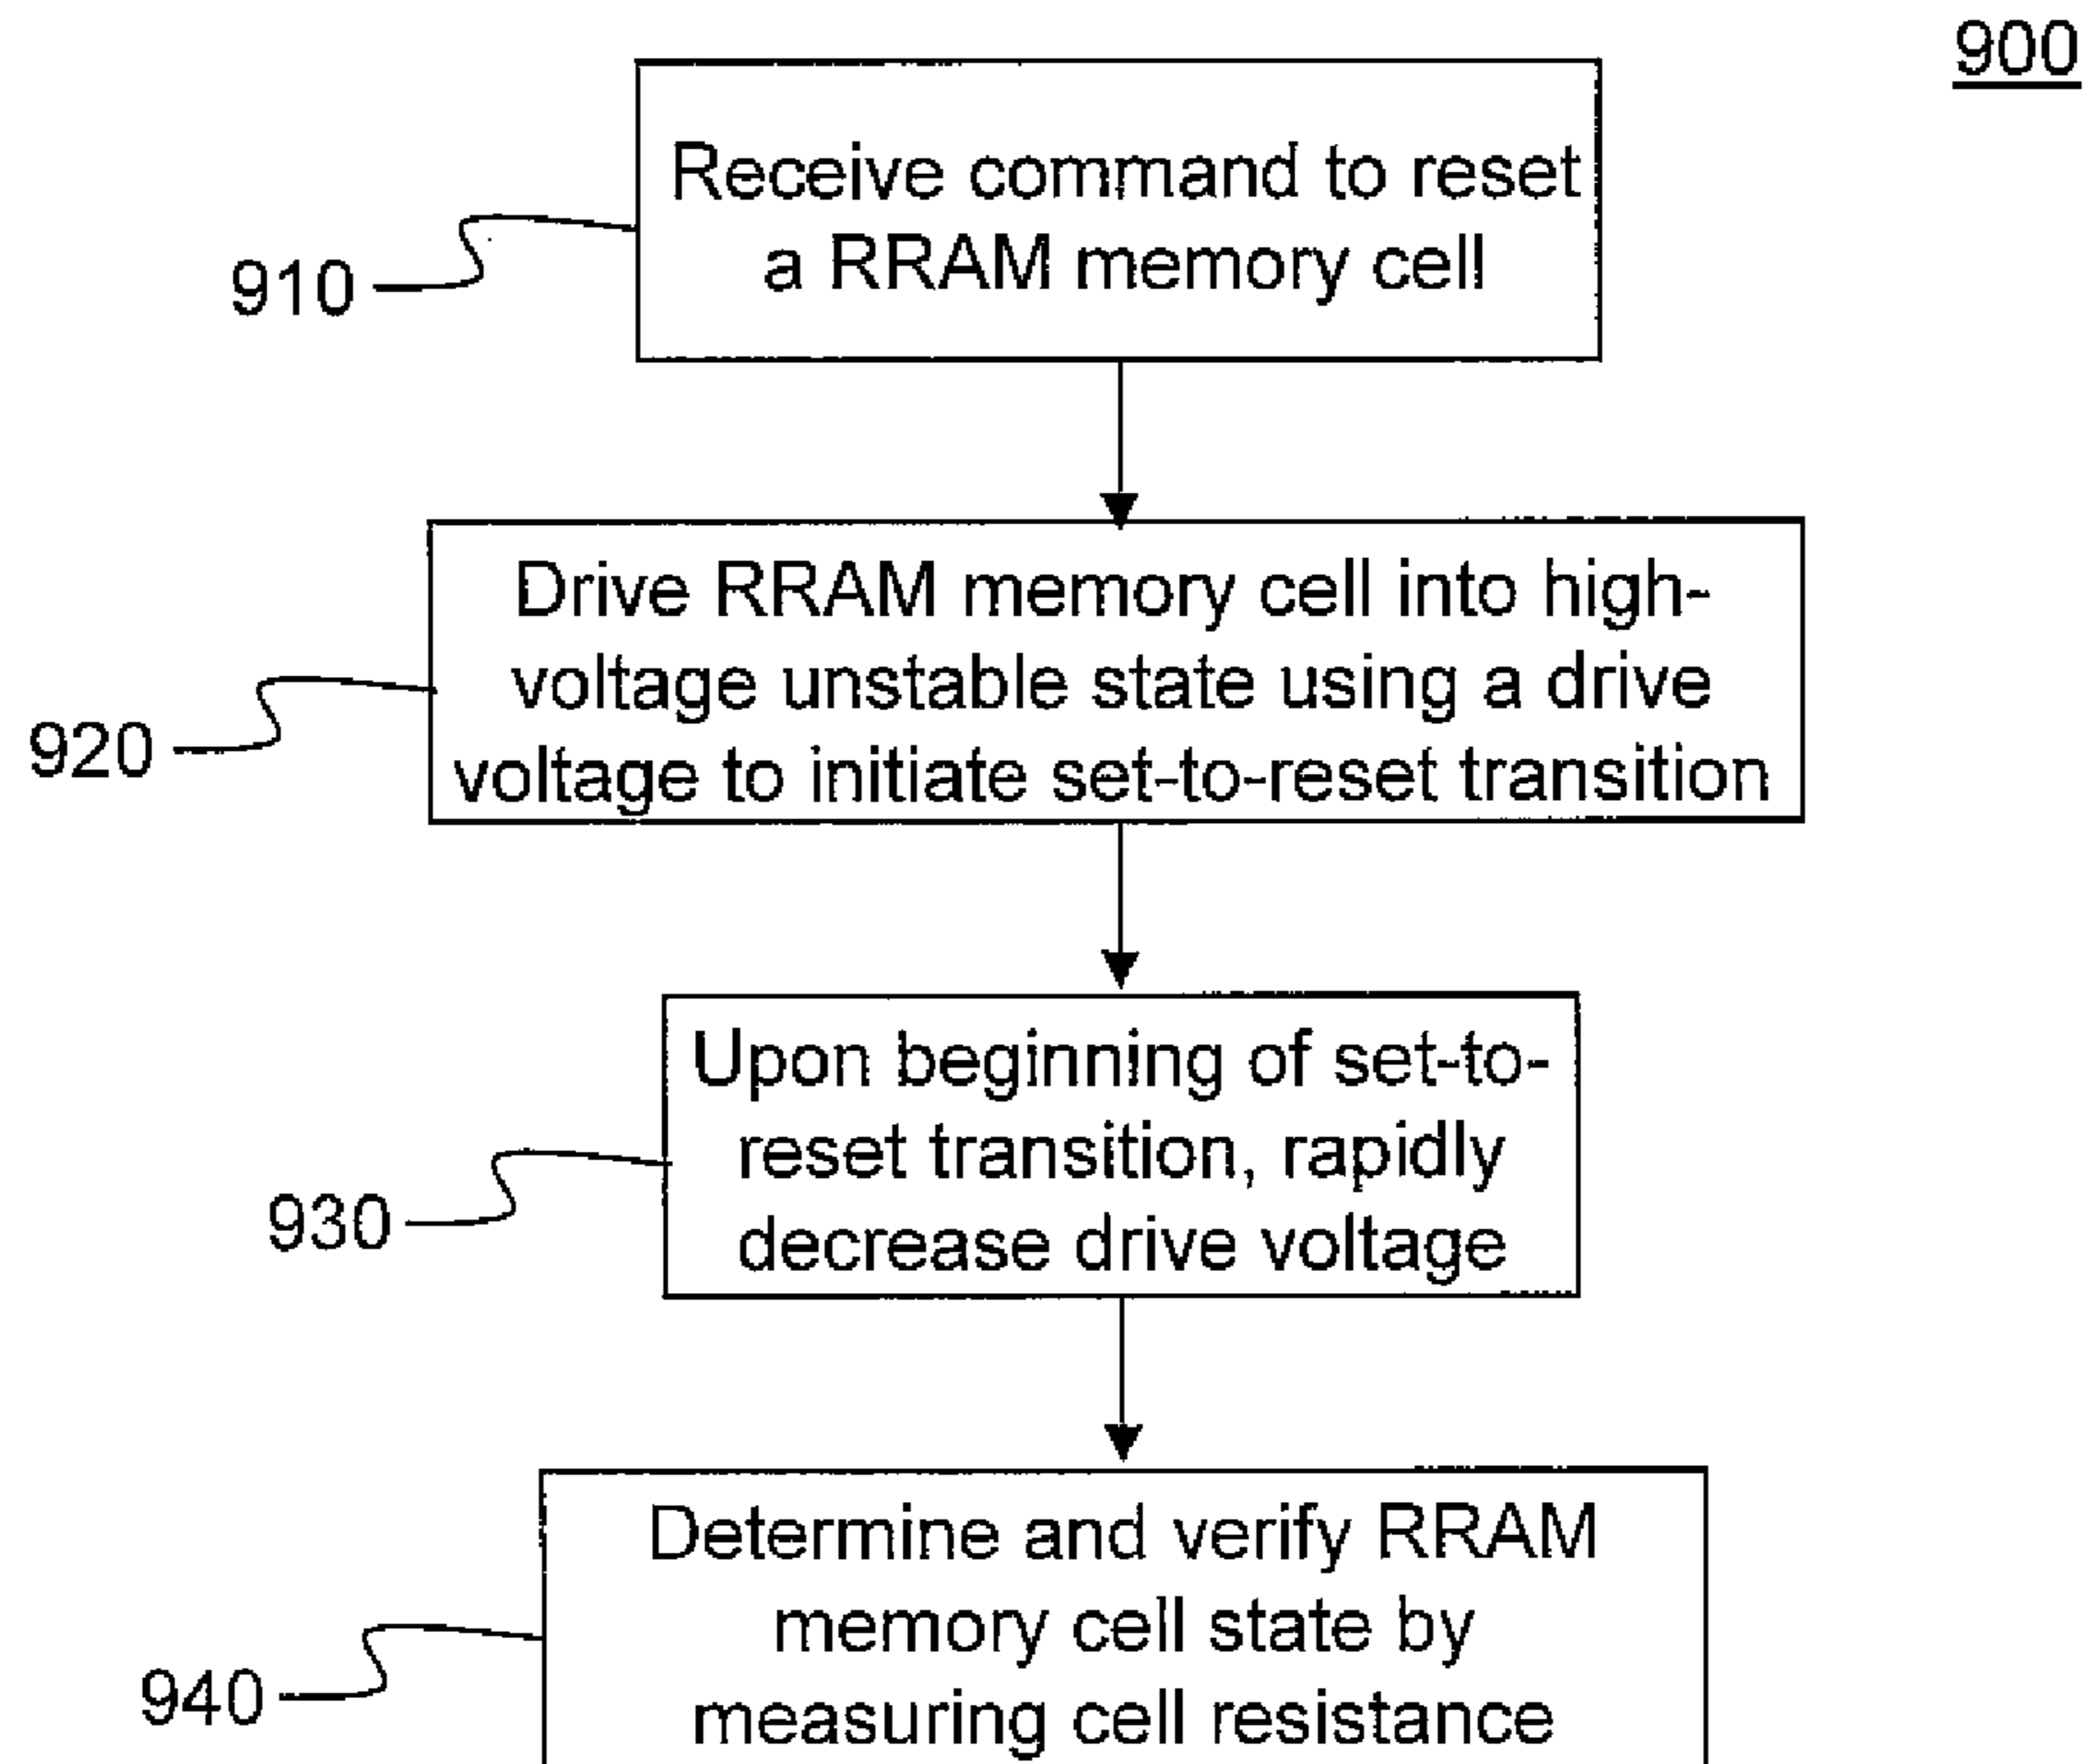 900
Receive command to reset
a RRAM memory cell
910
Drive RRAM memory cell into high-
voltage unstable state using a drive
voltage to initiate set-to-reset transition
920
Upon beginning of set-to-
reset transition, rapidly
decrease drive voltage
930
Determine and verify RRAM
memory cell state by
measuring cell resistance
940